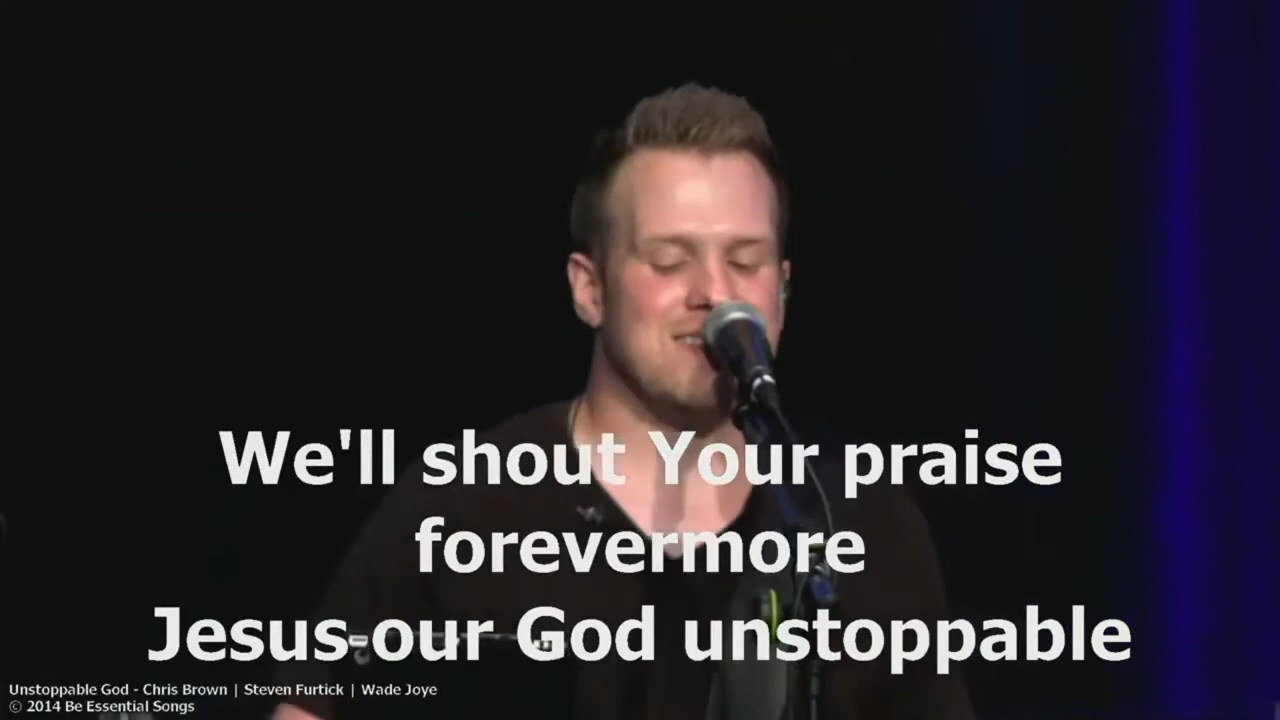 We'll shout Your praise
forevermore
Jesus our God unstoppable
Unstoppable God - Chris Brown | Steven Furtick | Wade Joye
© 2014 Be Essential Songs